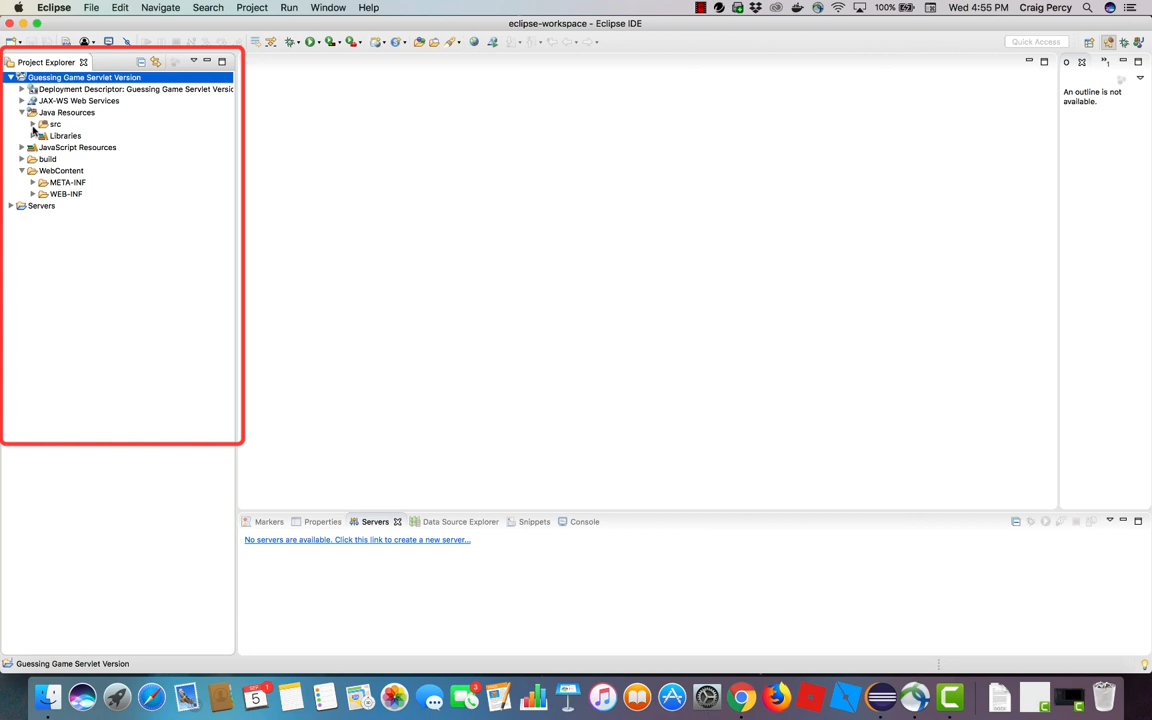 Eclipse File Edit Navigate Search Project Run Window Help 100% Wed 4:55 PM Craig Percy
eclipse-workspace - Eclipse IDE
Quick Access
Project Explorer
Guessing Game Servlet Version
Deployment Descriptor: Guessing Game Servlet Versic
JAX-WS Web Services
Java Resources
src
Libraries
JavaScript Resources
build
WebContent
META-INF
WEB-INF
Servers
An outline is not
available.
Markers Properties Servers Data Source Explorer Snippets Console
No servers are available. Click this link to create a new server...
Guessing Game Servlet Version
5
1
3